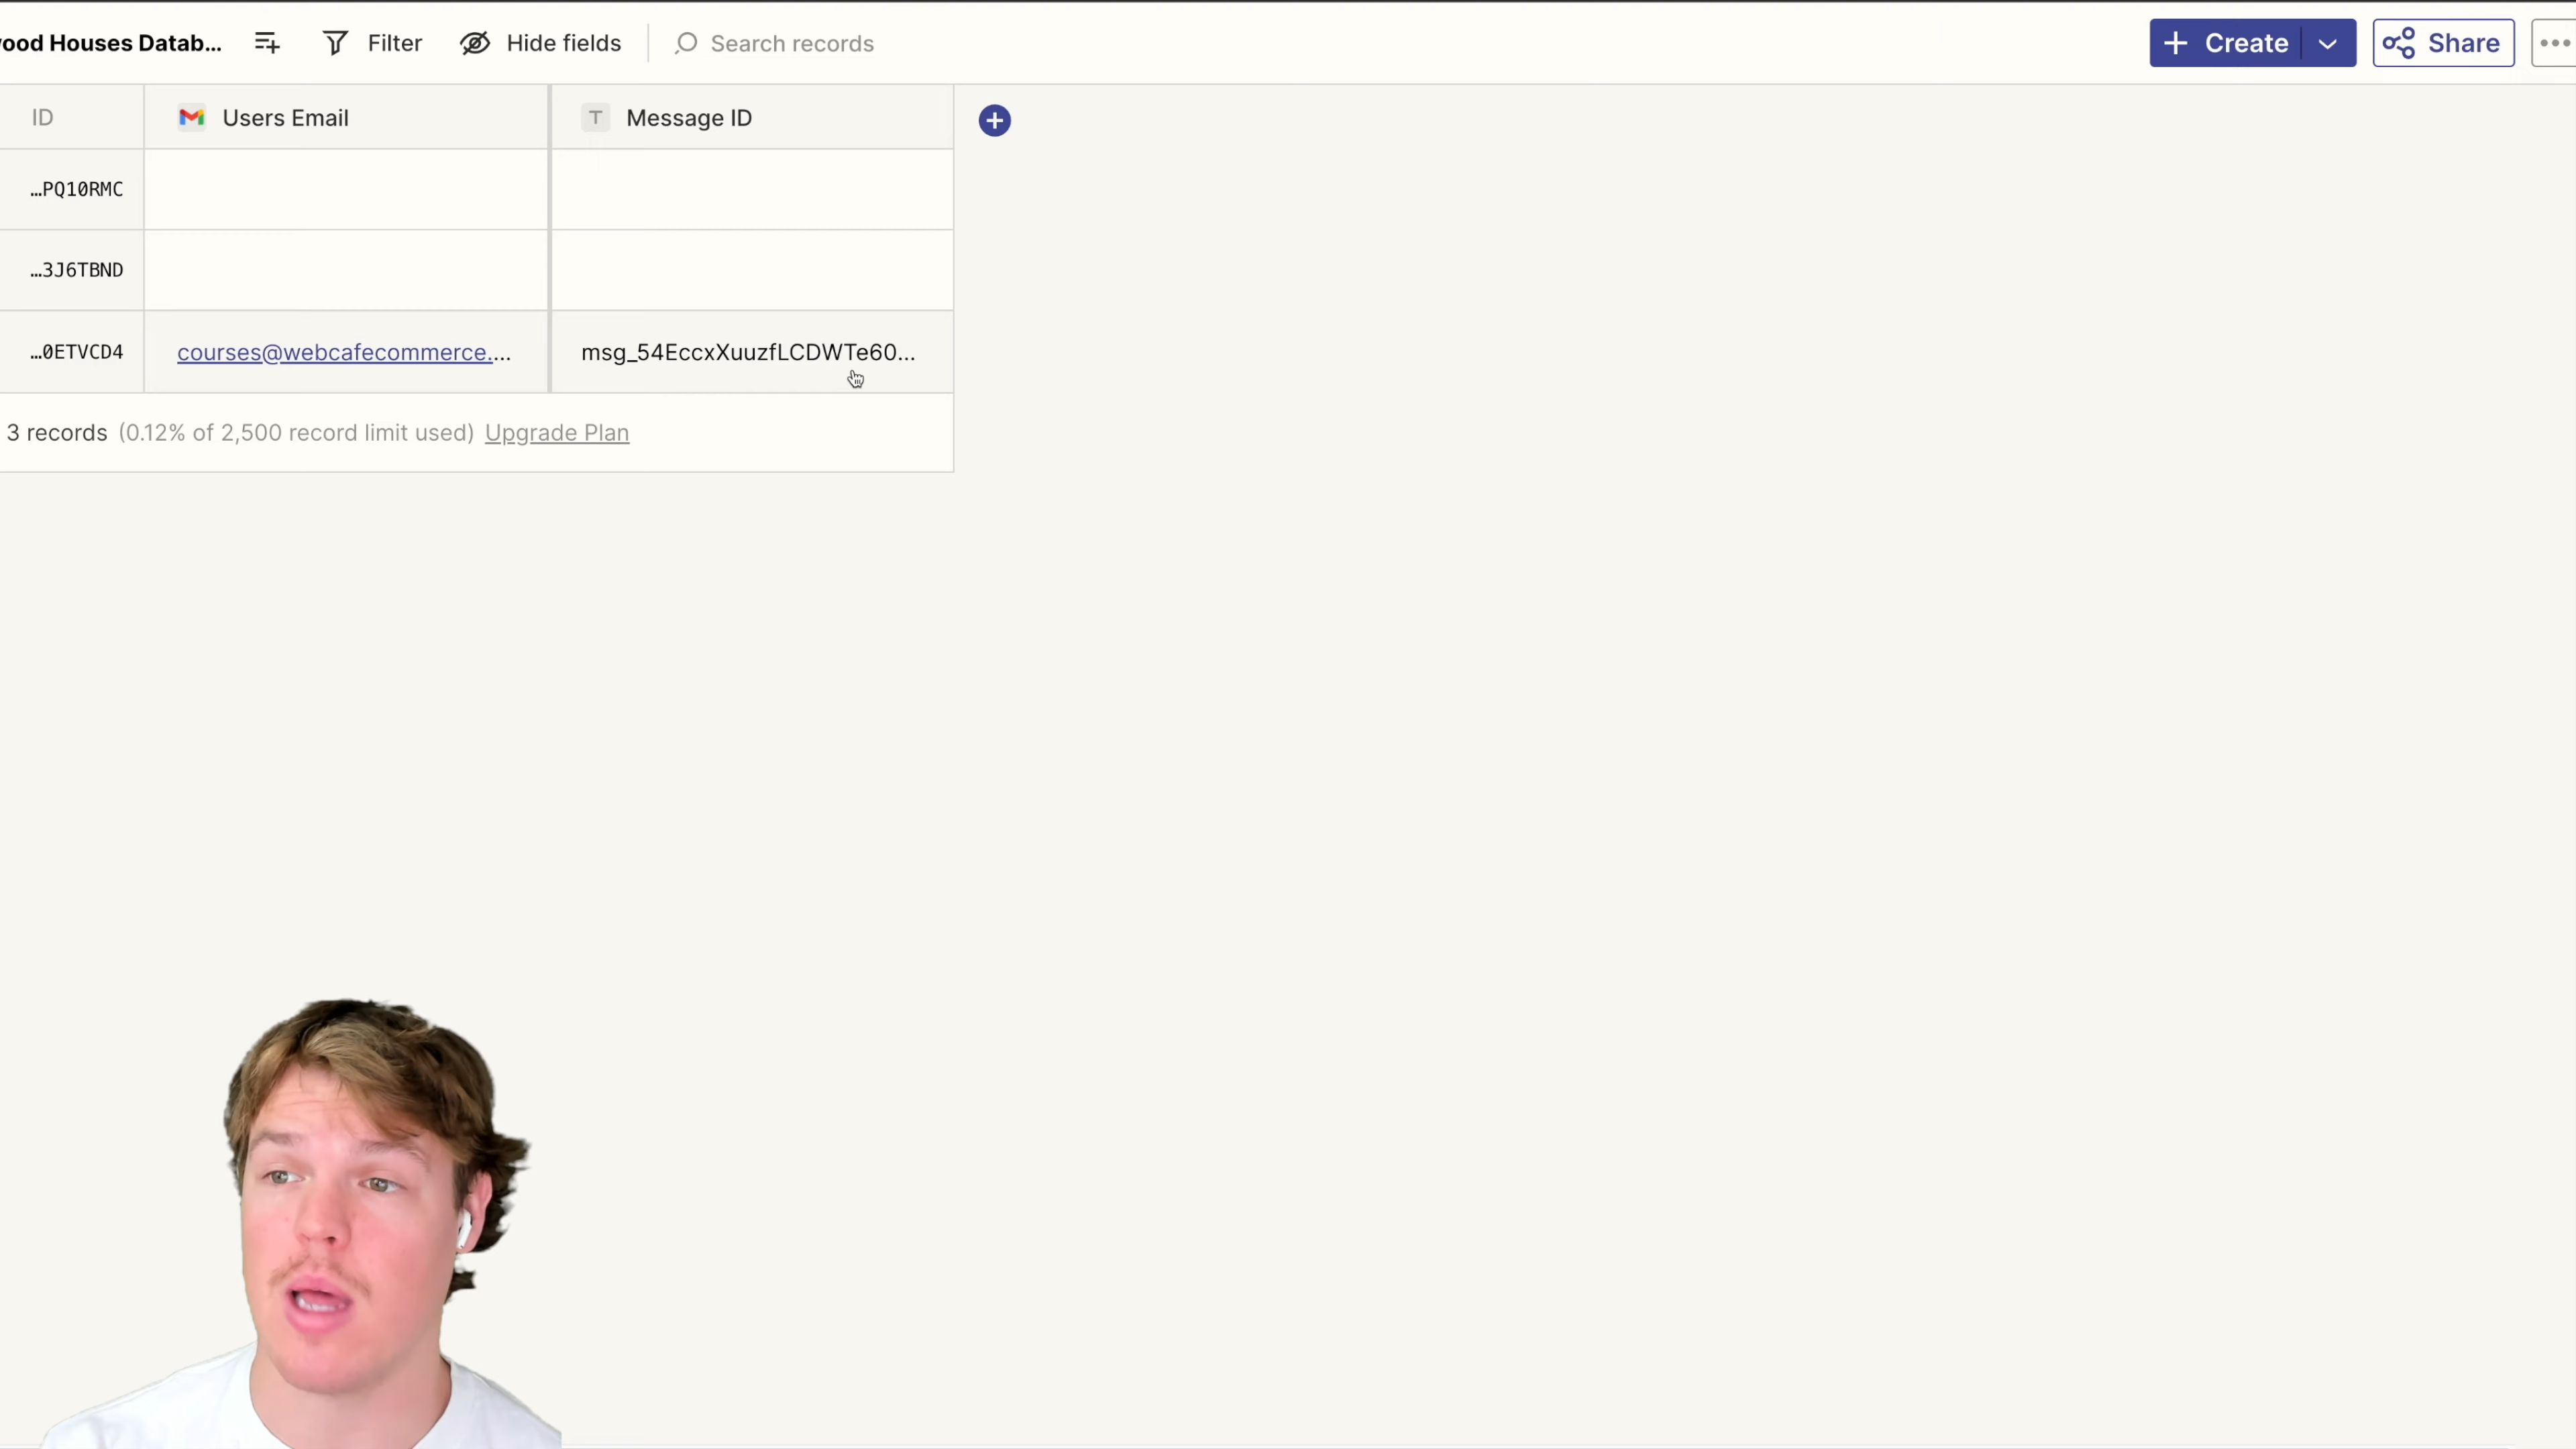 ood Houses Datab...
Filter
Hide fields
Search records
Create
Share
ID
Users Email
T
Message ID
...PQ10RMC
...3J6TBND
...0ETVCD4
courses@webcafecommerce....
msg_54EccxXuuzfLCDWTe60...
3 records (0.12% of 2,500 record limit used) Upgrade Plan